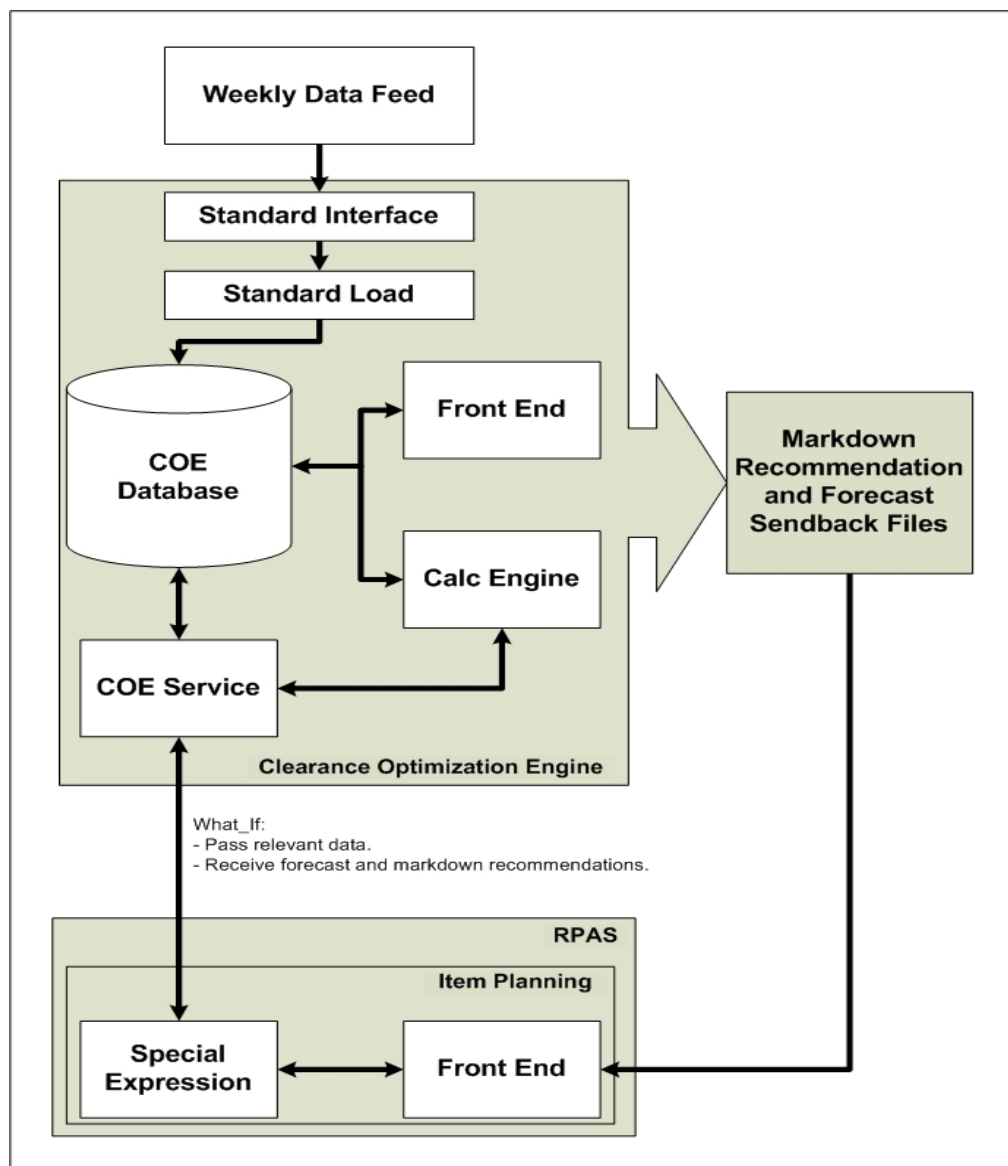 Weekly Data Feed
Standard Interface
Standard Load
COE
Database
Front End
Calc Engine
COE Service
Clearance Optimization Engine
Markdown
Recommendation
and Forecast
Sendback Files
What_If:
- Pass relevant data.
- Receive forecast and markdown recommendations.
RPAS
Item Planning
Special
Expression
Front End